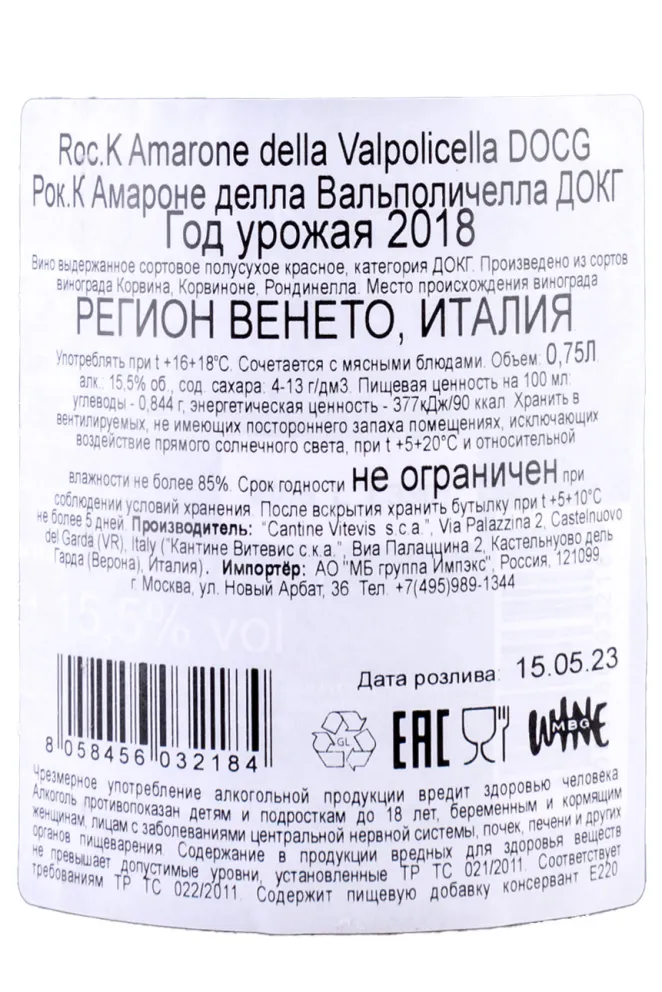 Roc.K Amarone della Valpolicella DOCG
Рок.К Амароне делла Вальполичелла ДОКГ
Год урожая 2018
Вино выдержанное сортовое полусухое красное, категория ДОКГ. Произведено из сортов
винограда Корвина, Корвиноне, Рондинелла. Место происхождения винограда
РЕГИОН ВЕНЕТО, ИТАЛИЯ
Употреблять при t +16+18°С. Сочетается с мясными блюдами. Объем: 0,75Л
алк.: 15,5% об., сод. сахара: 4-13 г/дм3. Пищевая ценность на 100 мл:
углеводы - 0,844 г, энергетическая ценность - 377кДж/90 ккал. Хранить в
вентилируемых, не имеющих постороннего запаха помещениях, исключающих
воздействие прямого солнечного света, при t +5+20°С и относительной
влажности не более 85%. Срок годности не ограничен при
соблюдении условий хранения. После вскрытия хранить бутылку при t +5+10°С
не более 5 дней. Производитель: "Cantine Vitevis s.c.a.", Via Palazzina 2, Castelnuovo
del Garda (VR), Italy ("Кантине Витевис с.к.а.", Виа Палаццина 2, Кастельнуово дель
Гарда (Верона), Италия). Импортёр: АО "МБ группа Импэкс", Россия, 121099,
г. Москва, ул. Новый Арбат, 36 Тел. +7(495)989-1344
15,5% vol
Дата розлива: 15.05.23
8 058456 032184
GL
EAC
WINE
MBG
Чрезмерное употребление алкогольной продукции вредит здоровью человека
Алкоголь противопоказан детям и подросткам до 18 лет, беременным и кормящим
женщинам, лицам с заболеваниями центральной нервной системы, почек, печени и других
органов пищеварения. Содержание в продукции вредных для здоровья веществ
не превышает допустимые уровни, установленные ТР ТС 021/2011. Соответствует
требованиям ТР ТС 022/2011. Содержит пищевую добавку консервант Е220